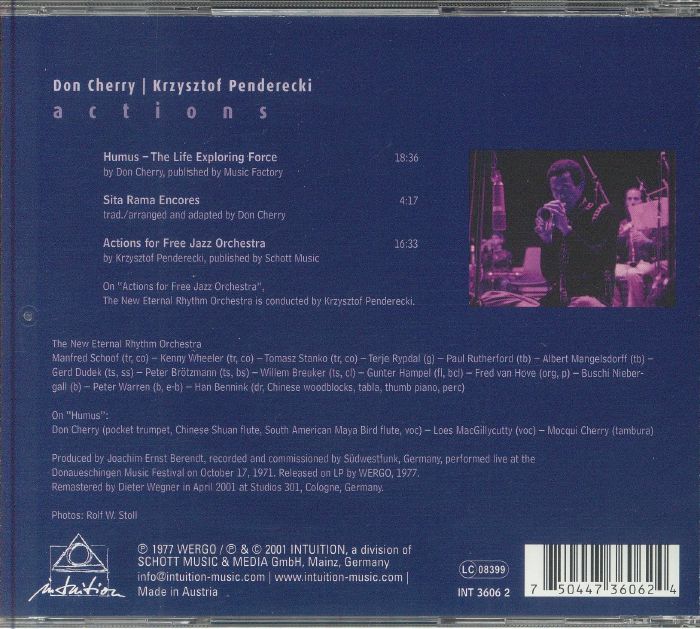 Don Cherry | Krzysztof Penderecki
actions
Humus – The Life Exploring Force 18:36
by Don Cherry, published by Music Factory
Sita Rama Encores 4:17
trad./arranged and adapted by Don Cherry
Actions for Free Jazz Orchestra 16:33
by Krzysztof Penderecki, published by Schott Music
On "Actions for Free Jazz Orchestra",
The New Eternal Rhythm Orchestra is conducted by Krzysztof Penderecki.
The New Eternal Rhythm Orchestra
Manfred Schoof (tr, co) – Kenny Wheeler (tr, co) – Tomasz Stanko (tr, co) – Terje Rypdal (g) – Paul Rutherford (tb) – Albert Mangelsdorff (tb) –
Gerd Dudek (ts, ss) – Peter Brötzmann (ts, bs) – Willem Breuker (ts, cl) – Gunter Hampel (fl, bcl) – Fred van Hove (org, p) – Buschi Nieber-
gall (b) – Peter Warren (b, e-b) – Han Bennink (dr, Chinese woodblocks, tabla, thumb piano, perc)
On "Humus":
Don Cherry (pocket trumpet, Chinese Shuan flute, South American Maya Bird flute, voc) – Loes MacGillycutty (voc) – Mocqui Cherry (tambura)
Produced by Joachim-Ernst Berendt, recorded and commissioned by Südwestfunk, Germany, performed live at the
Donaueschingen Music Festival on October 17, 1971. Released on LP by WERGO, 1977.
Remastered by Dieter Wegner in April 2001 at Studios 301, Cologne, Germany.
Photos: Rolf W. Stoll
intuition
℗ 1977 WERGO / ℗ & © 2001 INTUITION, a division of
SCHOTT MUSIC & MEDIA GmbH, Mainz, Germany
info@intuition-music.com | www.intuition-music.com |
Made in Austria
LC 08399
INT 3606 2
7 50447 36062 4